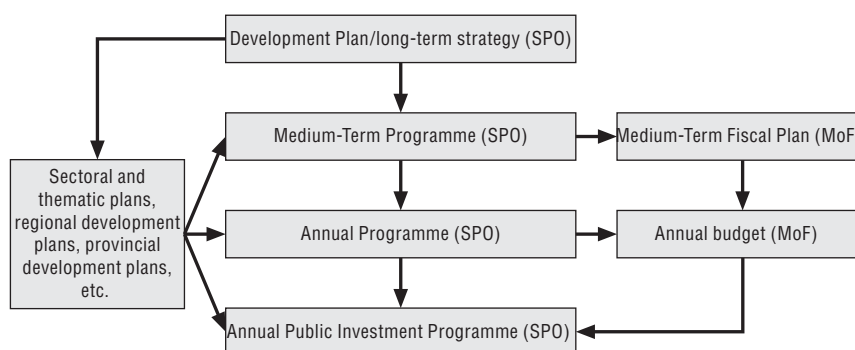 Development Plan/long-term strategy (SPO)
Medium-Term Programme (SPO)
Medium-Term Fiscal Plan (MoF
Sectoral and
thematic plans,
regional development
plans, provincial
development plans,
etc.
Annual Programme (SPO)
Annual budget (MoF)
Annual Public Investment Programme (SPO)